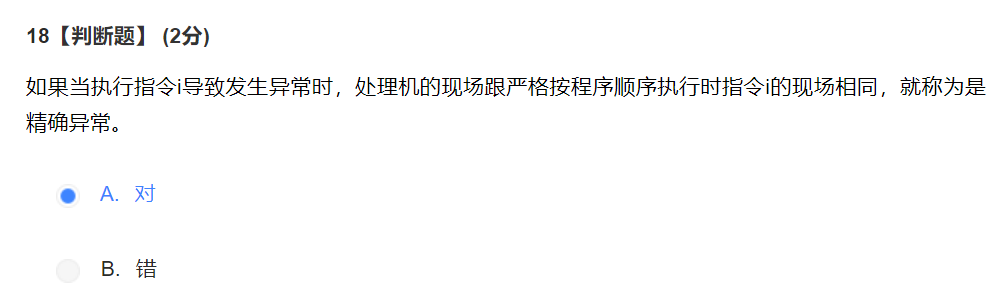 18【判断题】 (2分)
如果当执行指令i导致发生异常时，处理机的现场跟严格按程序顺序执行时指令i的现场相同，就称为是
精确异常。
A. 对
B. 错